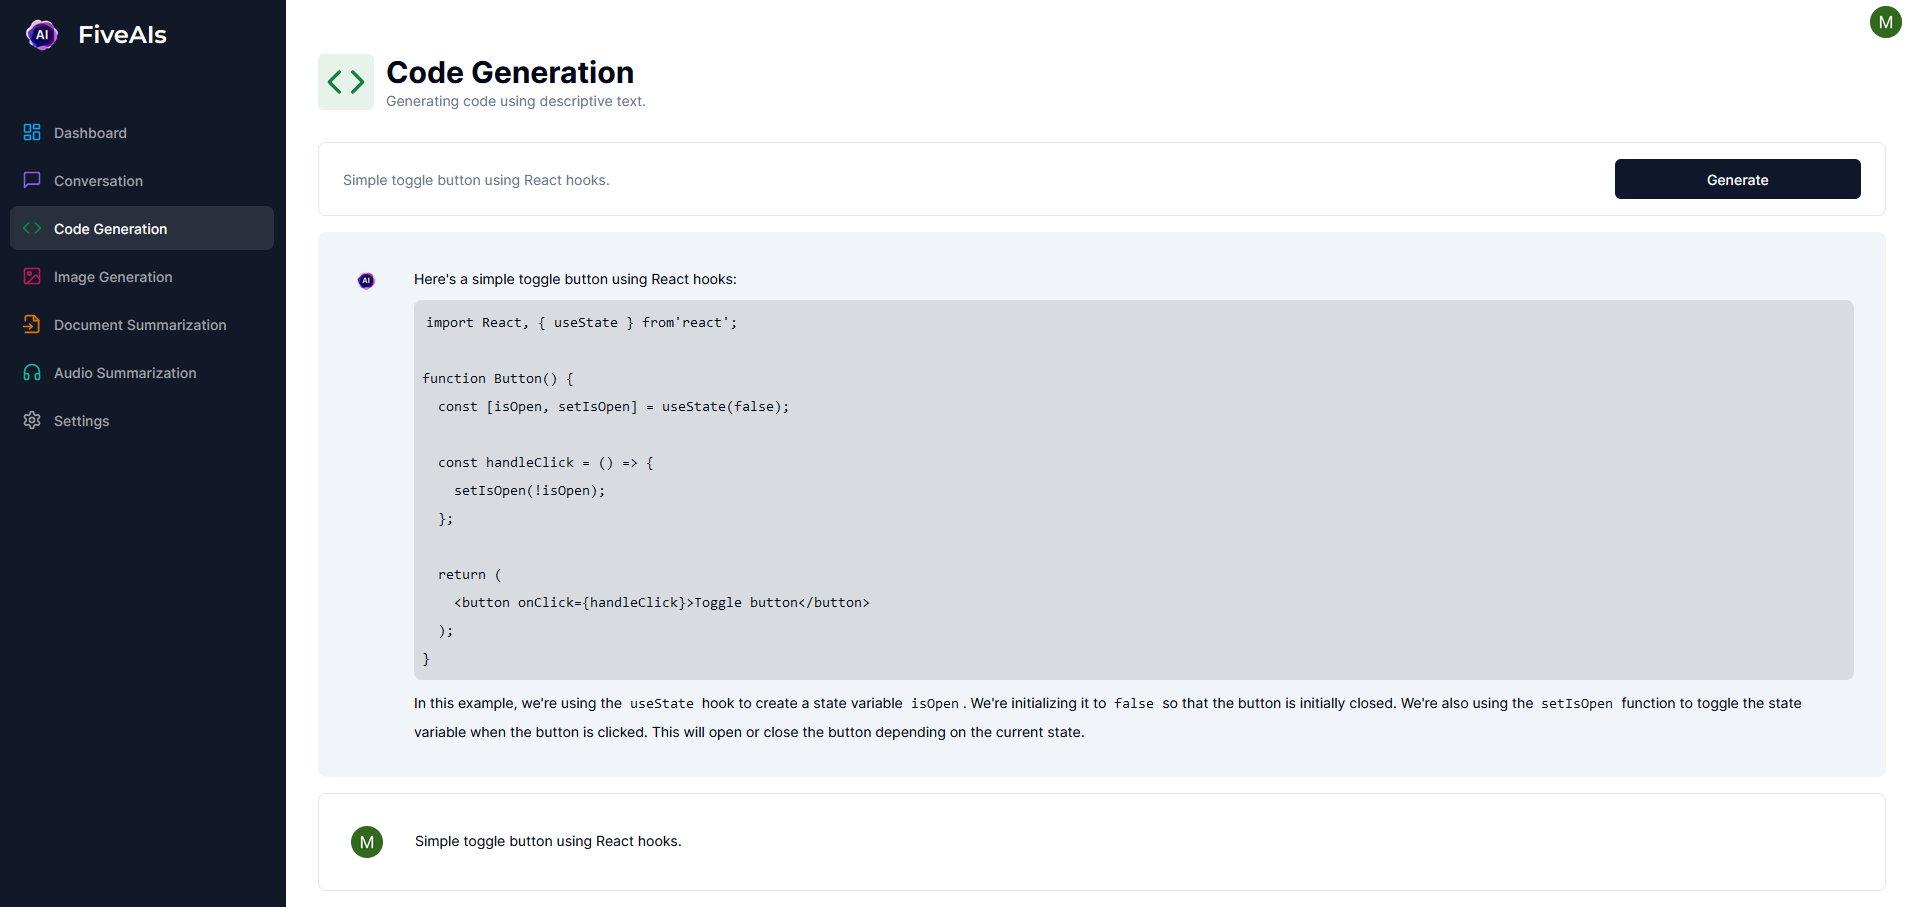 AI FiveAIs
M
Dashboard
Conversation
Code Generation
Image Generation
Document Summarization
Audio Summarization
Settings
Code Generation
Generating code using descriptive text.
Simple toggle button using React hooks.
Generate
AI
Here's a simple toggle button using React hooks:
import React, { useState } from'react';
function Button() {
const [isOpen, setIsOpen] = useState(false);
const handleClick = () => {
setIsOpen(!isOpen);
};
return (
<button onClick={handleClick}>Toggle button</button>
);
}
In this example, we're using the useState hook to create a state variable isOpen . We're initializing it to false so that the button is initially closed. We're also using the setIsOpen function to toggle the state
variable when the button is clicked. This will open or close the button depending on the current state.
M
Simple toggle button using React hooks.